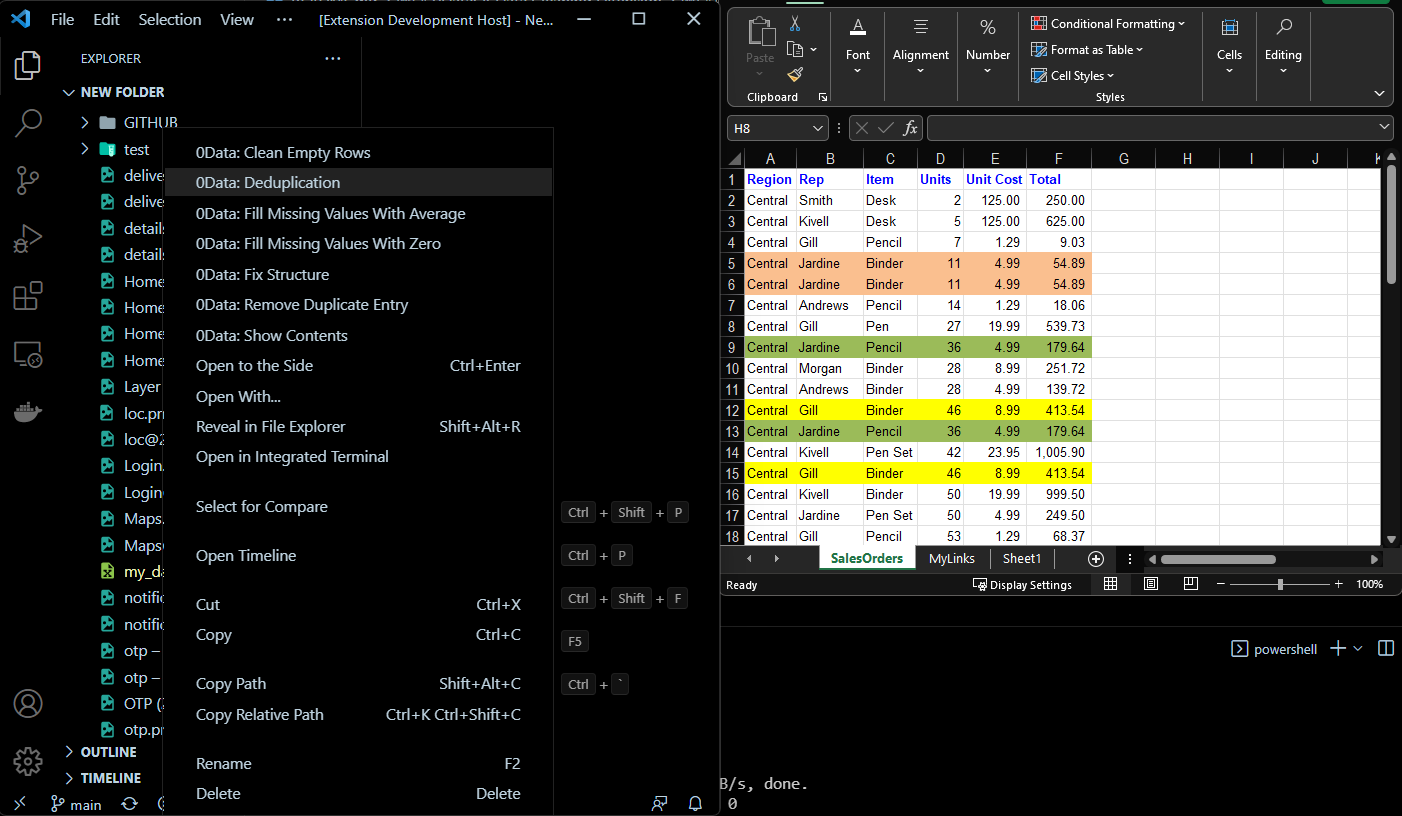 File Edit Selection View ··· [Extension Development Host] - Ne...
EXPLORER ···
NEW FOLDER
GITHUB
test
delive
delive
details
details
Home
Home
Home
Home
Layer
loc.pr
loc@2
Login.
Login
Maps.
Maps
my_da
notific
notific
otp –
otp –
OTP (
otp.pr
OUTLINE
TIMELINE
main
0Data: Clean Empty Rows
0Data: Deduplication
0Data: Fill Missing Values With Average
0Data: Fill Missing Values With Zero
0Data: Fix Structure
0Data: Remove Duplicate Entry
0Data: Show Contents
Open to the Side Ctrl+Enter
Open With...
Reveal in File Explorer Shift+Alt+R
Open in Integrated Terminal
Select for Compare
Open Timeline
Cut Ctrl+X
Copy Ctrl+C
Copy Path Shift+Alt+C
Copy Relative Path Ctrl+K Ctrl+Shift+C
Rename F2
Delete Delete
Ctrl + Shift + P
Ctrl + P
Ctrl + Shift + F
F5
Ctrl + `
Paste
Clipboard
Font
Alignment
Number
Conditional Formatting
Format as Table
Cell Styles
Styles
Cells
Editing
H8 fx
A B C D E F G H I J K
1 Region Rep Item Units Unit Cost Total
2 Central Smith Desk 2 125.00 250.00
3 Central Kivell Desk 5 125.00 625.00
4 Central Gill Pencil 7 1.29 9.03
5 Central Jardine Binder 11 4.99 54.89
6 Central Jardine Binder 11 4.99 54.89
7 Central Andrews Pencil 14 1.29 18.06
8 Central Gill Pen 27 19.99 539.73
9 Central Jardine Pencil 36 4.99 179.64
10 Central Morgan Binder 28 8.99 251.72
11 Central Andrews Binder 28 4.99 139.72
12 Central Gill Binder 46 8.99 413.54
13 Central Jardine Pencil 36 4.99 179.64
14 Central Kivell Pen Set 42 23.95 1,005.90
15 Central Gill Binder 46 8.99 413.54
16 Central Kivell Binder 50 19.99 999.50
17 Central Jardine Pen Set 50 4.99 249.50
18 Central Gill Pencil 53 1.29 68.37
SalesOrders MyLinks Sheet1
Ready Display Settings 100%
powershell
B/s, done.
0